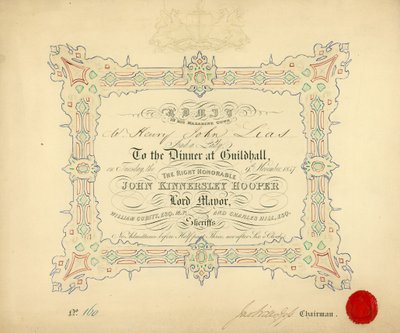 ADMIT
Henry John Lias
and Lady
To the Dinner at Guildhall,
on Tuesday, the 9th November 1847
THE RIGHT HONORABLE
JOHN KINNERSLEY HOOPER
Lord Mayor,
WILLIAM CUBITT, ESQ. M.P. AND CHARLES HILL, ESQ.
Sheriffs
No Admittance before Half past Three, nor after Six o'Clock
No. 160
Chairman.